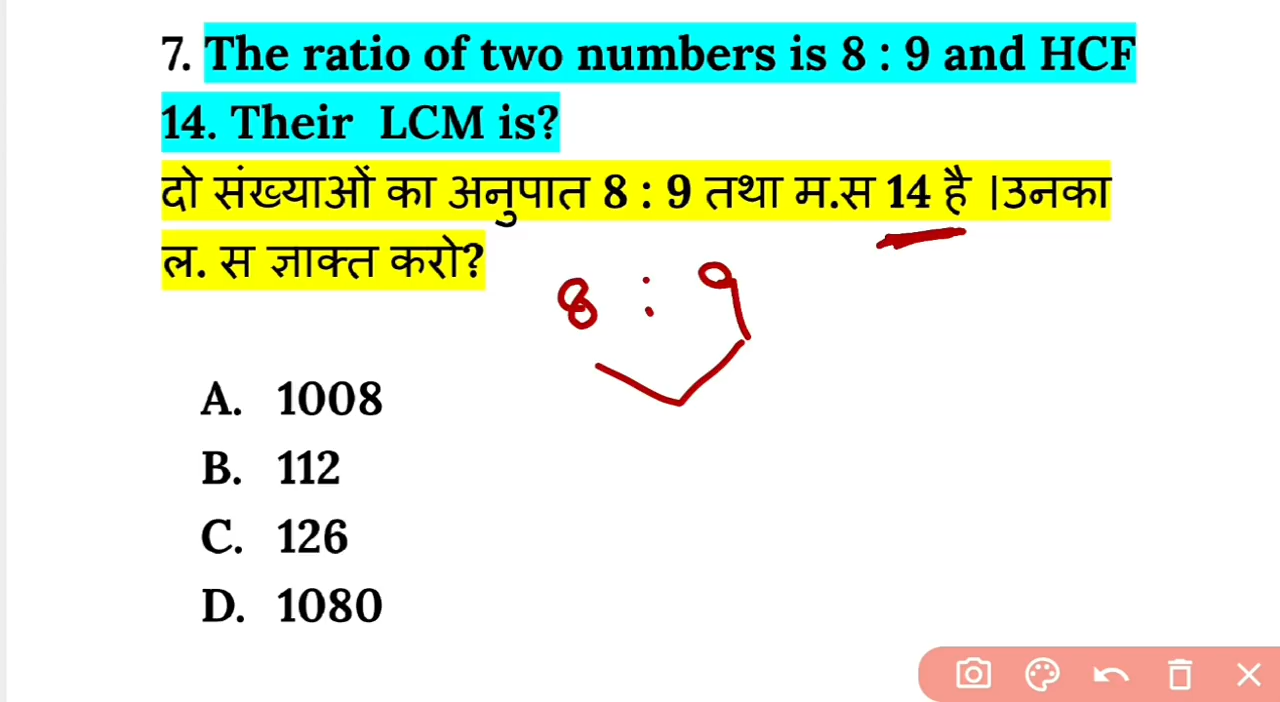 7. The ratio of two numbers is 8 : 9 and HCF
14. Their LCM is?
दो संख्याओं का अनुपात 8 : 9 तथा म.स 14 है ।उनका
ल. स ज्ञाक्त करो?
8 : 9
A. 1008
B. 112
C. 126
D. 1080